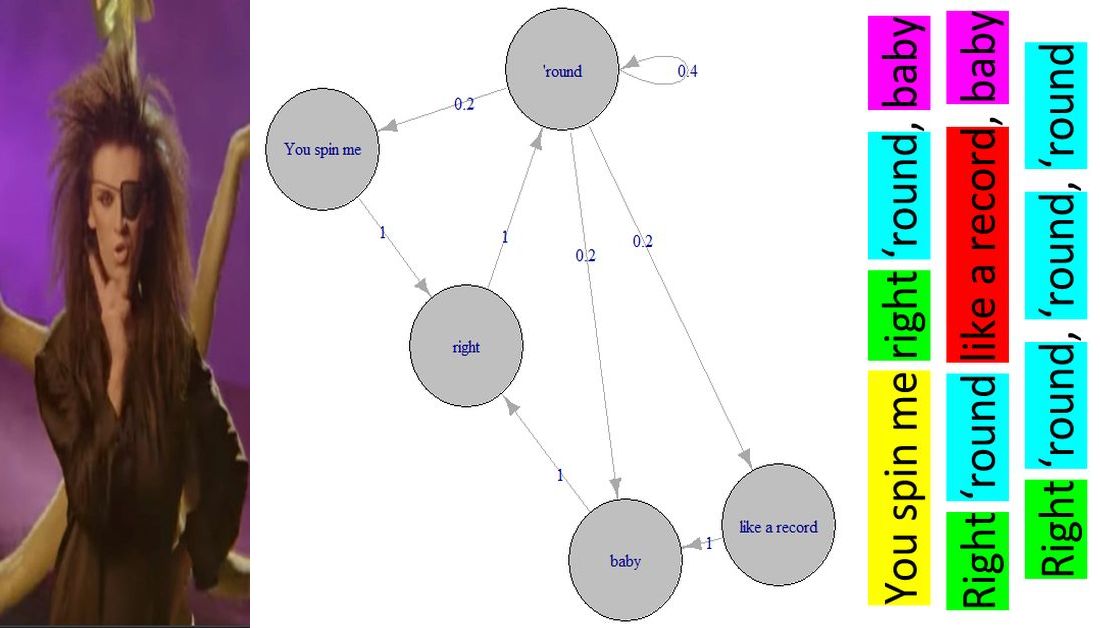 'round
0.4
0.2
You spin me
1
1
0.2
0.2
right
1
like a record
1
baby
You spin me right ‘round, baby
Right ‘round like a record, baby
Right ‘round, ‘round, ‘round